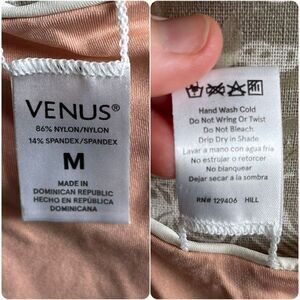 VENUS®
86% NYLON/NYLON
14% SPANDEX/SPANDEX
M
MADE IN
DOMINICAN REPUBLIC
HECHO EN REPÚBLICA
DOMINICANA
Hand Wash Cold
Do Not Wring Or Twist
Do Not Bleach.
Drip Dry in Shade
Lavar a mano con agua fria
No estrujar o retorcer
No blanquear
Dejar secar a la sombra
RN# 129406 HILL